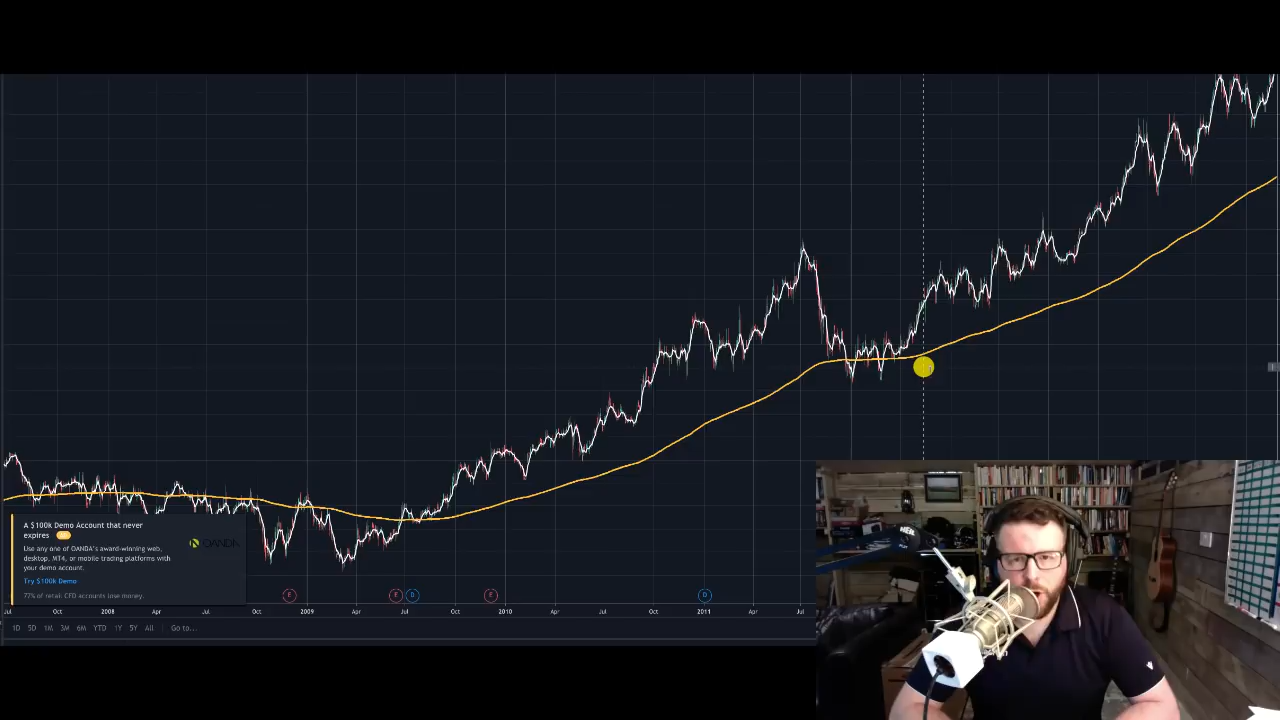 A $100k Demo Account that never
expires
OANDA
Use any one of OANDA's award-winning web,
desktop, MT4, or mobile trading platforms with
your demo account.
Try $100k Demo
77% of retail CFD accounts lose money.
E E D E D
Jul Oct 2008 Apr Jul Oct 2009 Apr Jul Oct 2010 Apr Jul Oct 2011 Apr Jul
1D 5D 1M 3M 6M YTD 1Y 5Y All Go to...